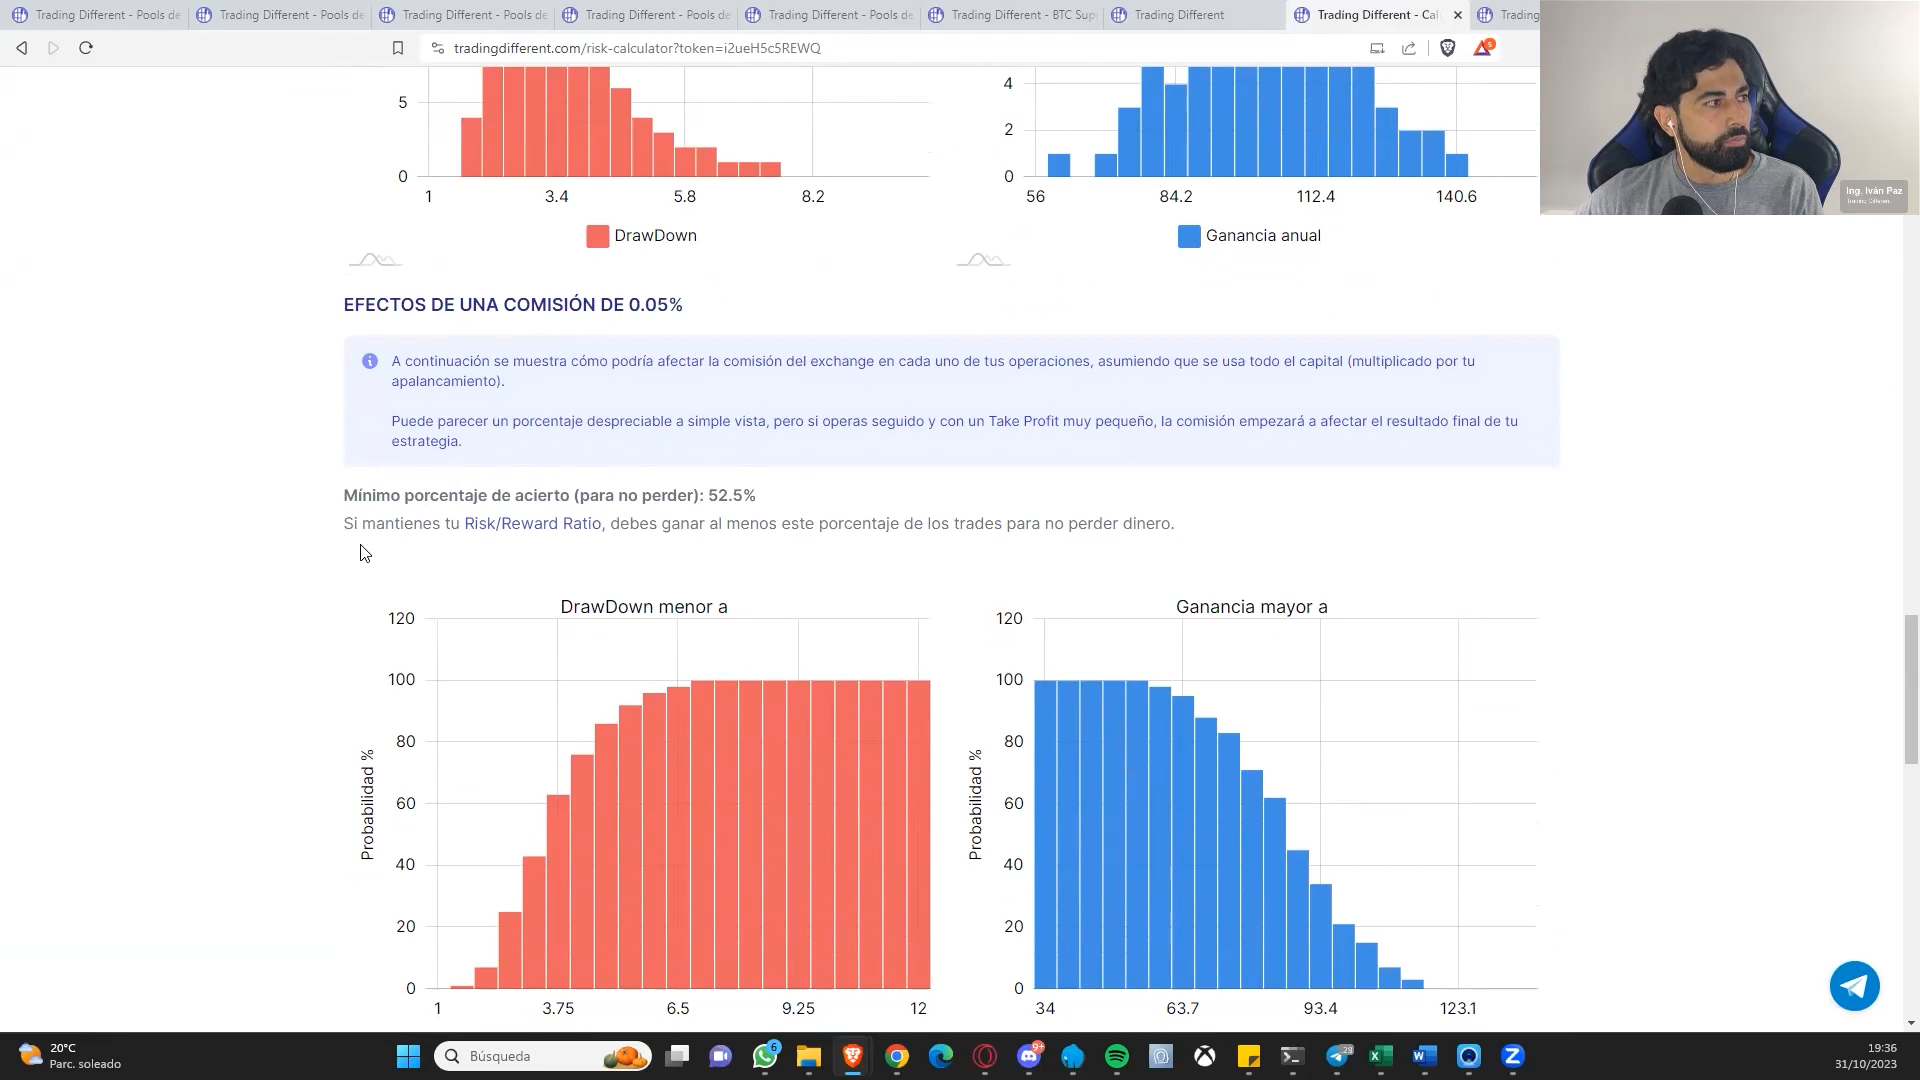 Trading Different - Pools de
Trading Different - Pools de
Trading Different - Pools de
Trading Different - Pools de
Trading Different - Pools de
Trading Different - BTC Sup
Trading Different
Trading Different - Cal
Trading
tradingdifferent.com/risk-calculator?token=i2ueH5c5REWQ
5
Ing. Iván Paz
Trading Different
5
0
1
3.4
5.8
8.2
DrawDown
4
2
0
56
84.2
112.4
140.6
Ganancia anual
EFECTOS DE UNA COMISIÓN DE 0.05%
A continuación se muestra cómo podría afectar la comisión del exchange en cada uno de tus operaciones, asumiendo que se usa todo el capital (multiplicado por tu
apalancamiento).
Puede parecer un porcentaje despreciable a simple vista, pero si operas seguido y con un Take Profit muy pequeño, la comisión empezará a afectar el resultado final de tu
estrategia.
Mínimo porcentaje de acierto (para no perder): 52.5%
Si mantienes tu Risk/Reward Ratio, debes ganar al menos este porcentaje de los trades para no perder dinero.
DrawDown menor a
120
100
80
60
40
20
0
Probabilidad %
1
3.75
6.5
9.25
12
Ganancia mayor a
120
100
80
60
40
20
0
Probabilidad %
34
63.7
93.4
123.1
20°C
Parc. soleado
Búsqueda
6
9+
29
19:36
31/10/2023